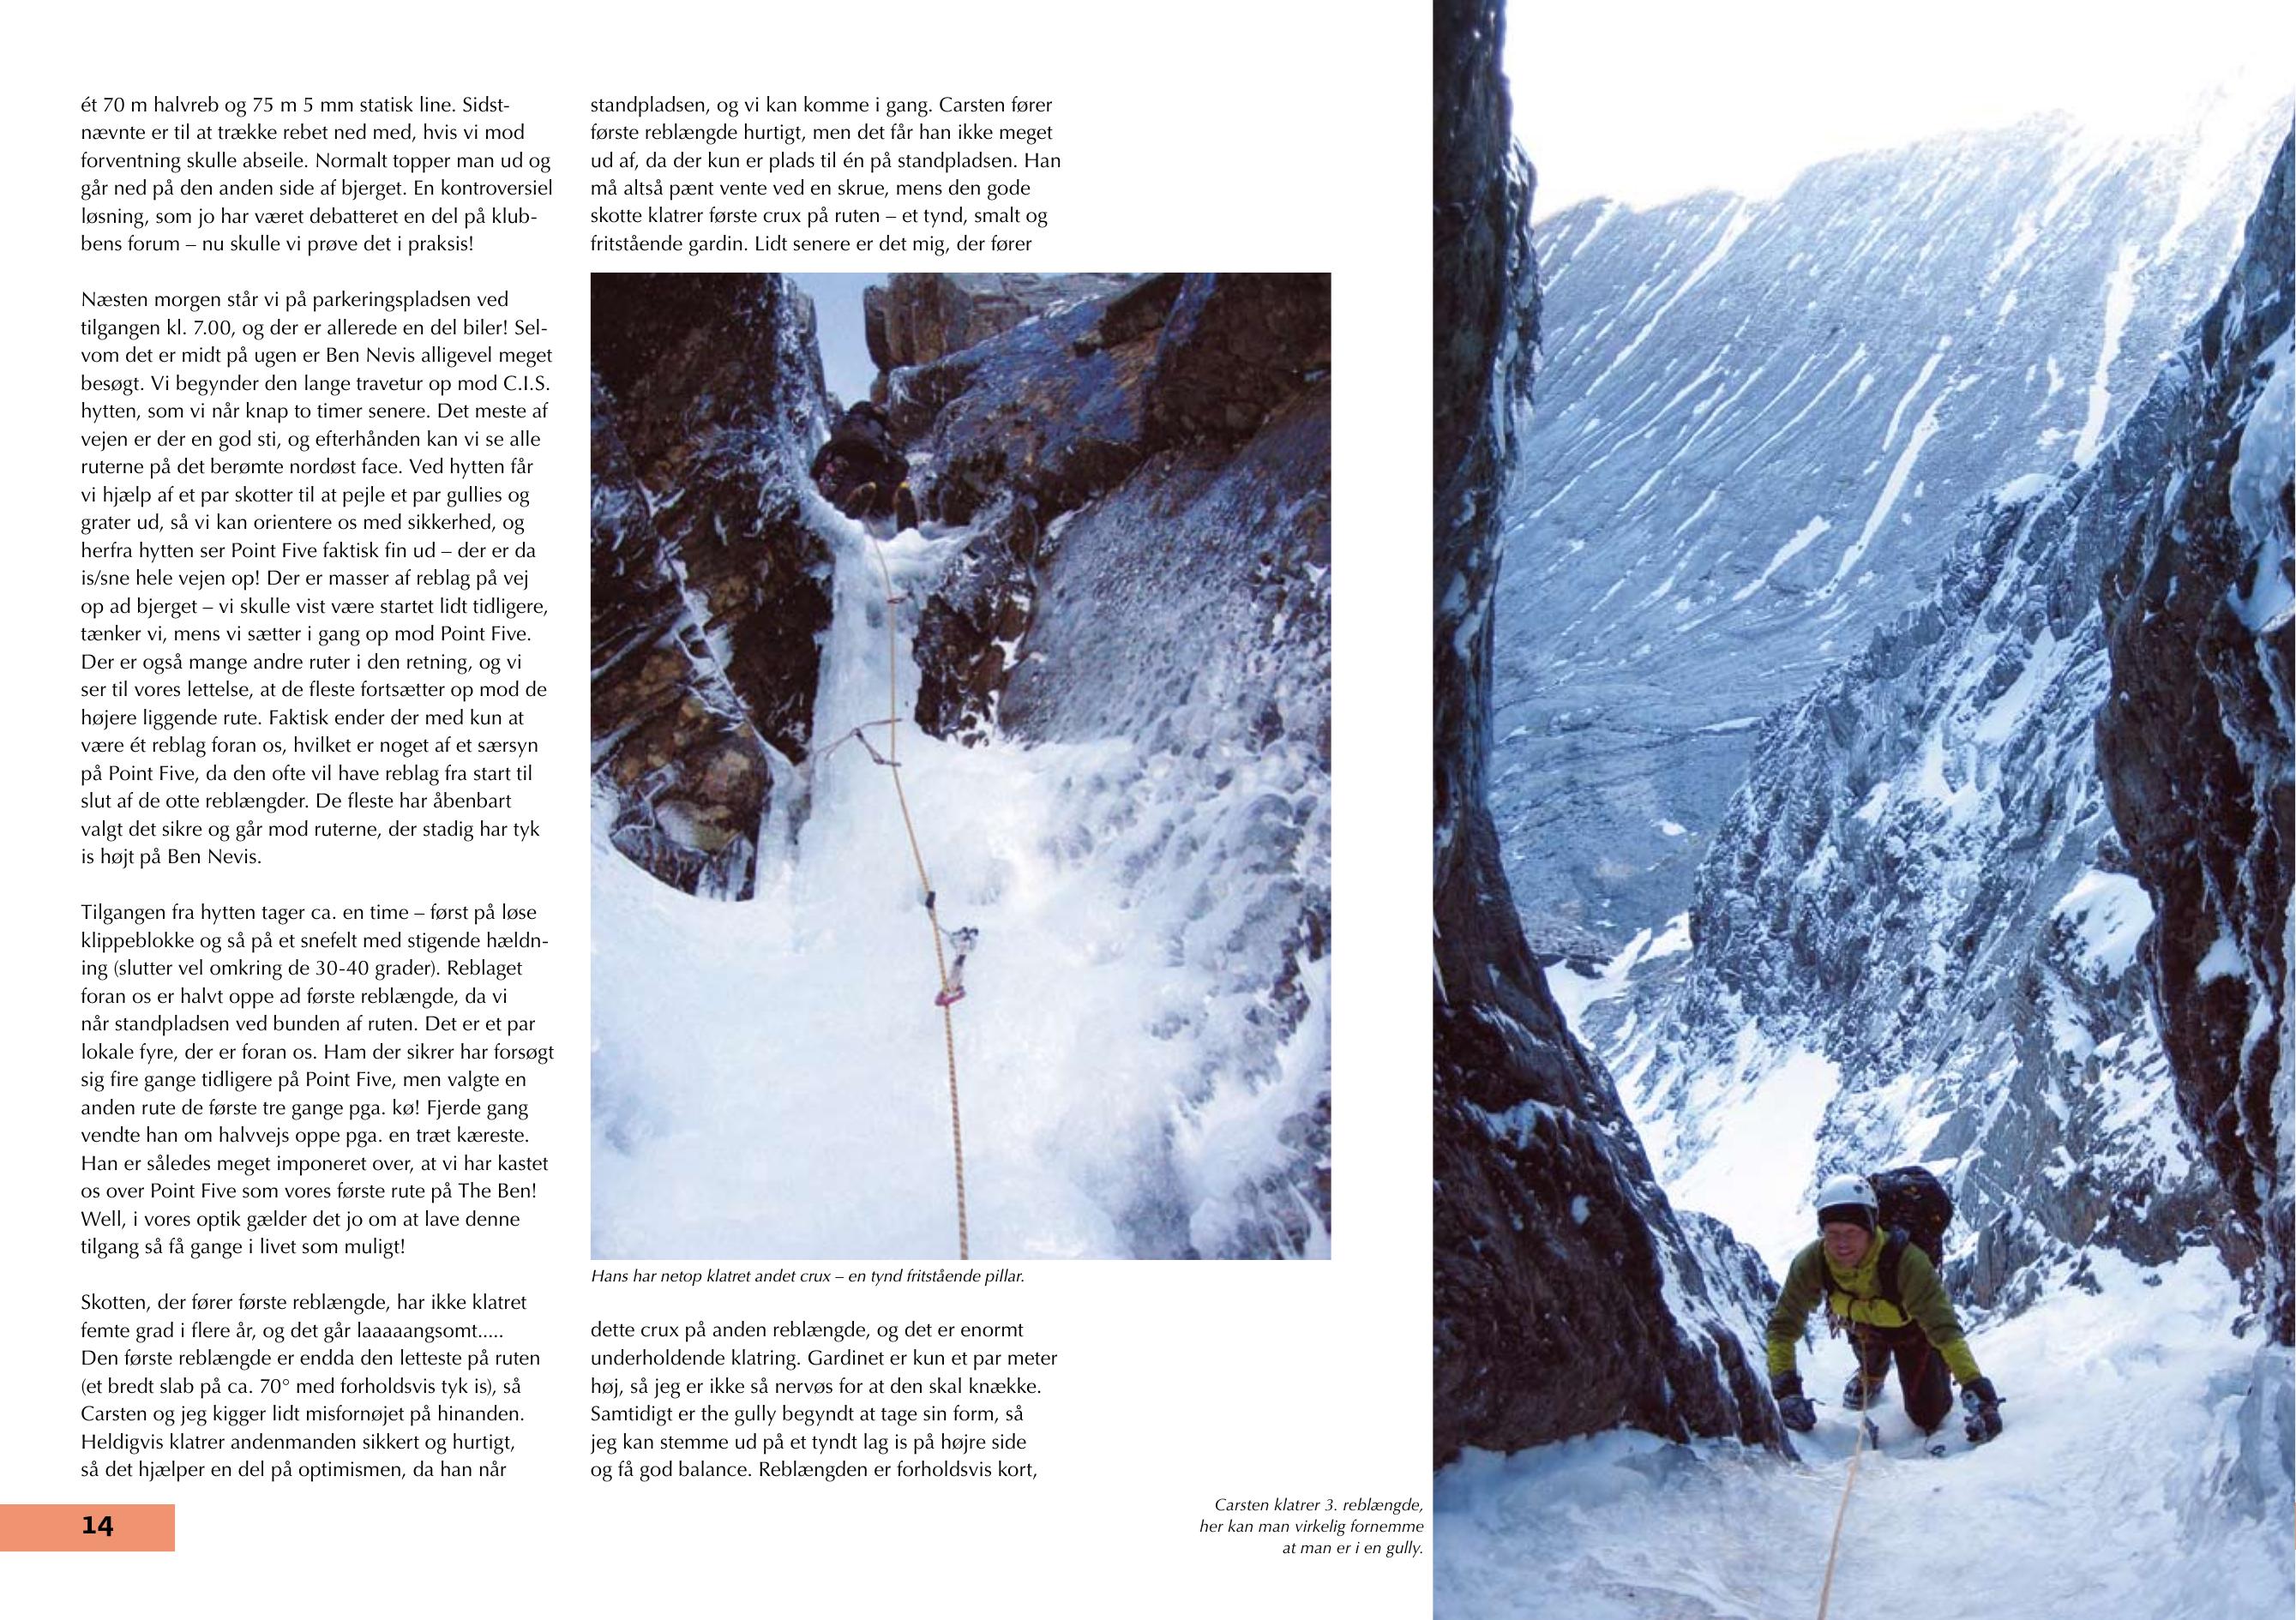 ét 70 m halvreb og 75 m 5 mm statisk line. Sidst-
nævnte er til at trække rebet ned med, hvis vi mod
forventning skulle abseile. Normalt topper man ud og
går ned på den anden side af bjerget. En kontroversiel
løsning, som jo har været debatteret en del på klub-
bens forum – nu skulle vi prøve det i praksis!
Næsten morgen står vi på parkeringspladsen ved
tilgangen kl. 7.00, og der er allerede en del biler! Sel-
vom det er midt på ugen er Ben Nevis alligevel meget
besøgt. Vi begynder den lange travetur op mod C.I.S.
hytten, som vi når knap to timer senere. Det meste af
vejen er der en god sti, og efterhånden kan vi se alle
ruterne på det berømte nordøst face. Ved hytten får
vi hjælp af et par skotter til at pejle et par gullies og
grater ud, så vi kan orientere os med sikkerhed, og
herfra hytten ser Point Five faktisk fin ud – der er da
is/sne hele vejen op! Der er masser af reblag på vej
op ad bjerget – vi skulle vist være startet lidt tidligere,
tænker vi, mens vi sætter i gang op mod Point Five.
Der er også mange andre ruter i den retning, og vi
ser til vores lettelse, at de fleste fortsætter op mod de
højere liggende rute. Faktisk ender der med kun at
være ét reblag foran os, hvilket er noget af et særsyn
på Point Five, da den ofte vil have reblag fra start til
slut af de otte reblængder. De fleste har åbenbart
valgt det sikre og går mod ruterne, der stadig har tyk
is højt på Ben Nevis.
Tilgangen fra hytten tager ca. en time – først på løse
klippeblokke og så på et snefelt med stigende hældn-
ing (slutter vel omkring de 30-40 grader). Reblaget
foran os er halvt oppe ad første reblængde, da vi
når standpladsen ved bunden af ruten. Det er et par
lokale fyre, der er foran os. Ham der sikrer har forsøgt
sig fire gange tidligere på Point Five, men valgte en
anden rute de første tre gange pga. kø! Fjerde gang
vendte han om halvvejs oppe pga. en træt kæreste.
Han er således meget imponeret over, at vi har kastet
os over Point Five som vores første rute på The Ben!
Well, i vores optik gælder det jo om at lave denne
tilgang så få gange i livet som muligt!
Skotten, der fører første reblængde, har ikke klatret
femte grad i flere år, og det går laaaaangsomt.....
Den første reblængde er endda den letteste på ruten
(et bredt slab på ca. 70° med forholdsvis tyk is), så
Carsten og jeg kigger lidt misfornøjet på hinanden.
Heldigvis klatrer andenmanden sikkert og hurtigt,
så det hjælper en del på optimismen, da han når
standpladsen, og vi kan komme i gang. Carsten fører
første reblængde hurtigt, men det får han ikke meget
ud af, da der kun er plads til én på standpladsen. Han
må altså pænt vente ved en skrue, mens den gode
skotte klatrer første crux på ruten – et tynd, smalt og
fritstående gardin. Lidt senere er det mig, der fører
Hans har netop klatret andet crux – en tynd fritstående pillar.
dette crux på anden reblængde, og det er enormt
underholdende klatring. Gardinet er kun et par meter
høj, så jeg er ikke så nervøs for at den skal knække.
Samtidigt er the gully begyndt at tage sin form, så
jeg kan stemme ud på et tyndt lag is på højre side
og få god balance. Reblængden er forholdsvis kort,
Carsten klatrer 3. reblængde,
her kan man virkelig fornemme
at man er i en gully.
14